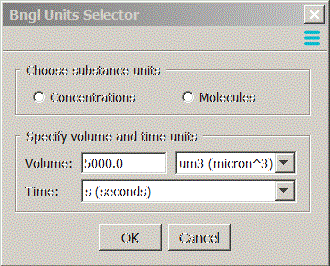 Bngl Units Selector
Choose substance units
Concentrations Molecules
Specify volume and time units
Volume: 5000.0 um3 (micron^3)
Time: s (seconds)
OK Cancel